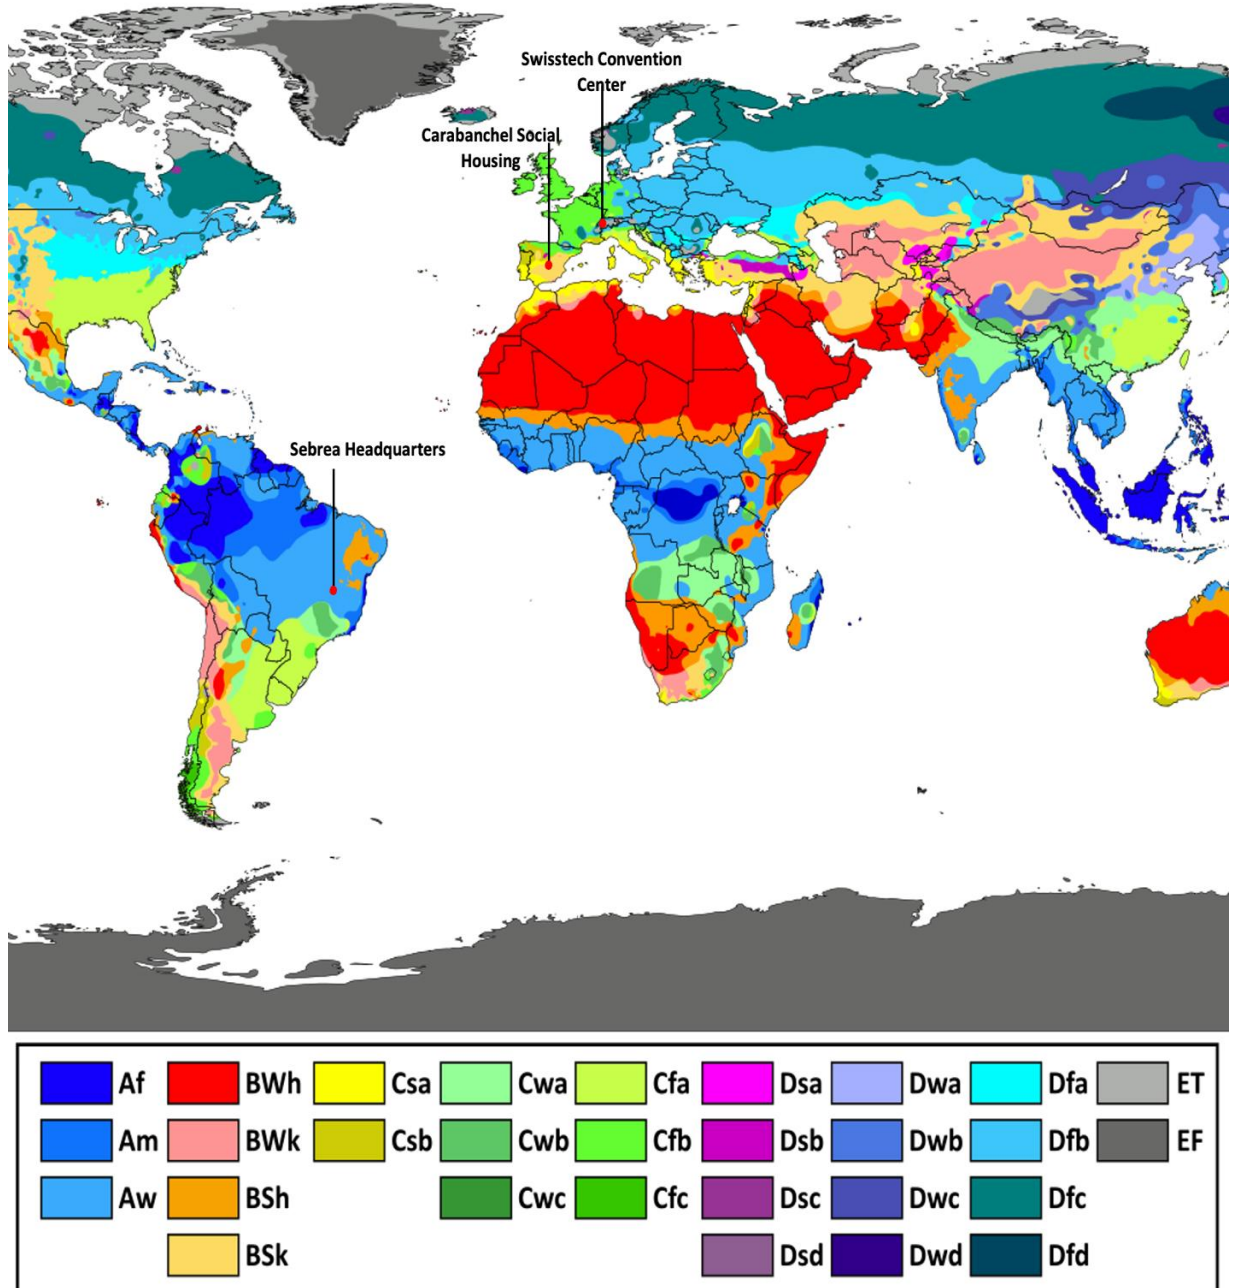 Swisstech Convention
Center
Carabanchel Social
Housing
Sebrea Headquarters
Af BWh Csa Cwa Cfa Dsa Dwa Dfa ET
Am BWk Csb Cwb Cfb Dsb Dwb Dfb EF
Aw BSh Cwc Cfc Dsc Dwc Dfc
BSk Dsd Dwd Dfd